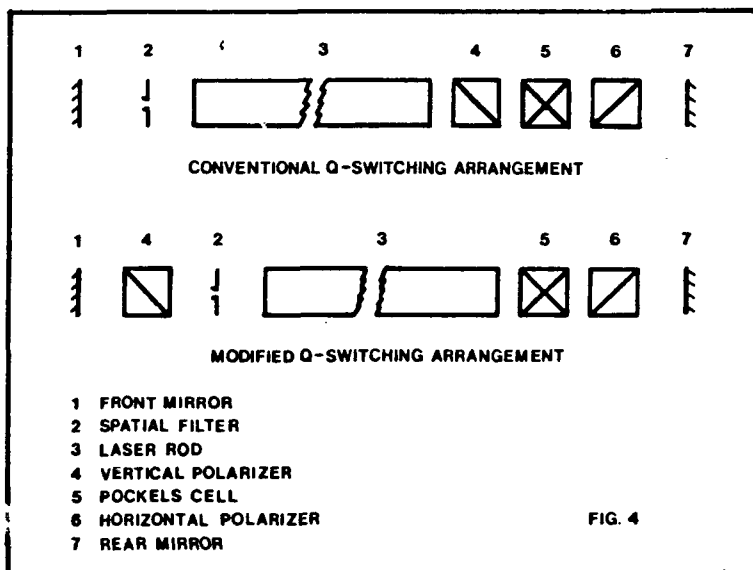 1 2 3 4 5 6 7
CONVENTIONAL Q-SWITCHING ARRANGEMENT
1 4 2 3 5 6 7
MODIFIED Q-SWITCHING ARRANGEMENT
1 FRONT MIRROR
2 SPATIAL FILTER
3 LASER ROD
4 VERTICAL POLARIZER
5 POCKELS CELL
6 HORIZONTAL POLARIZER FIG. 4
7 REAR MIRROR